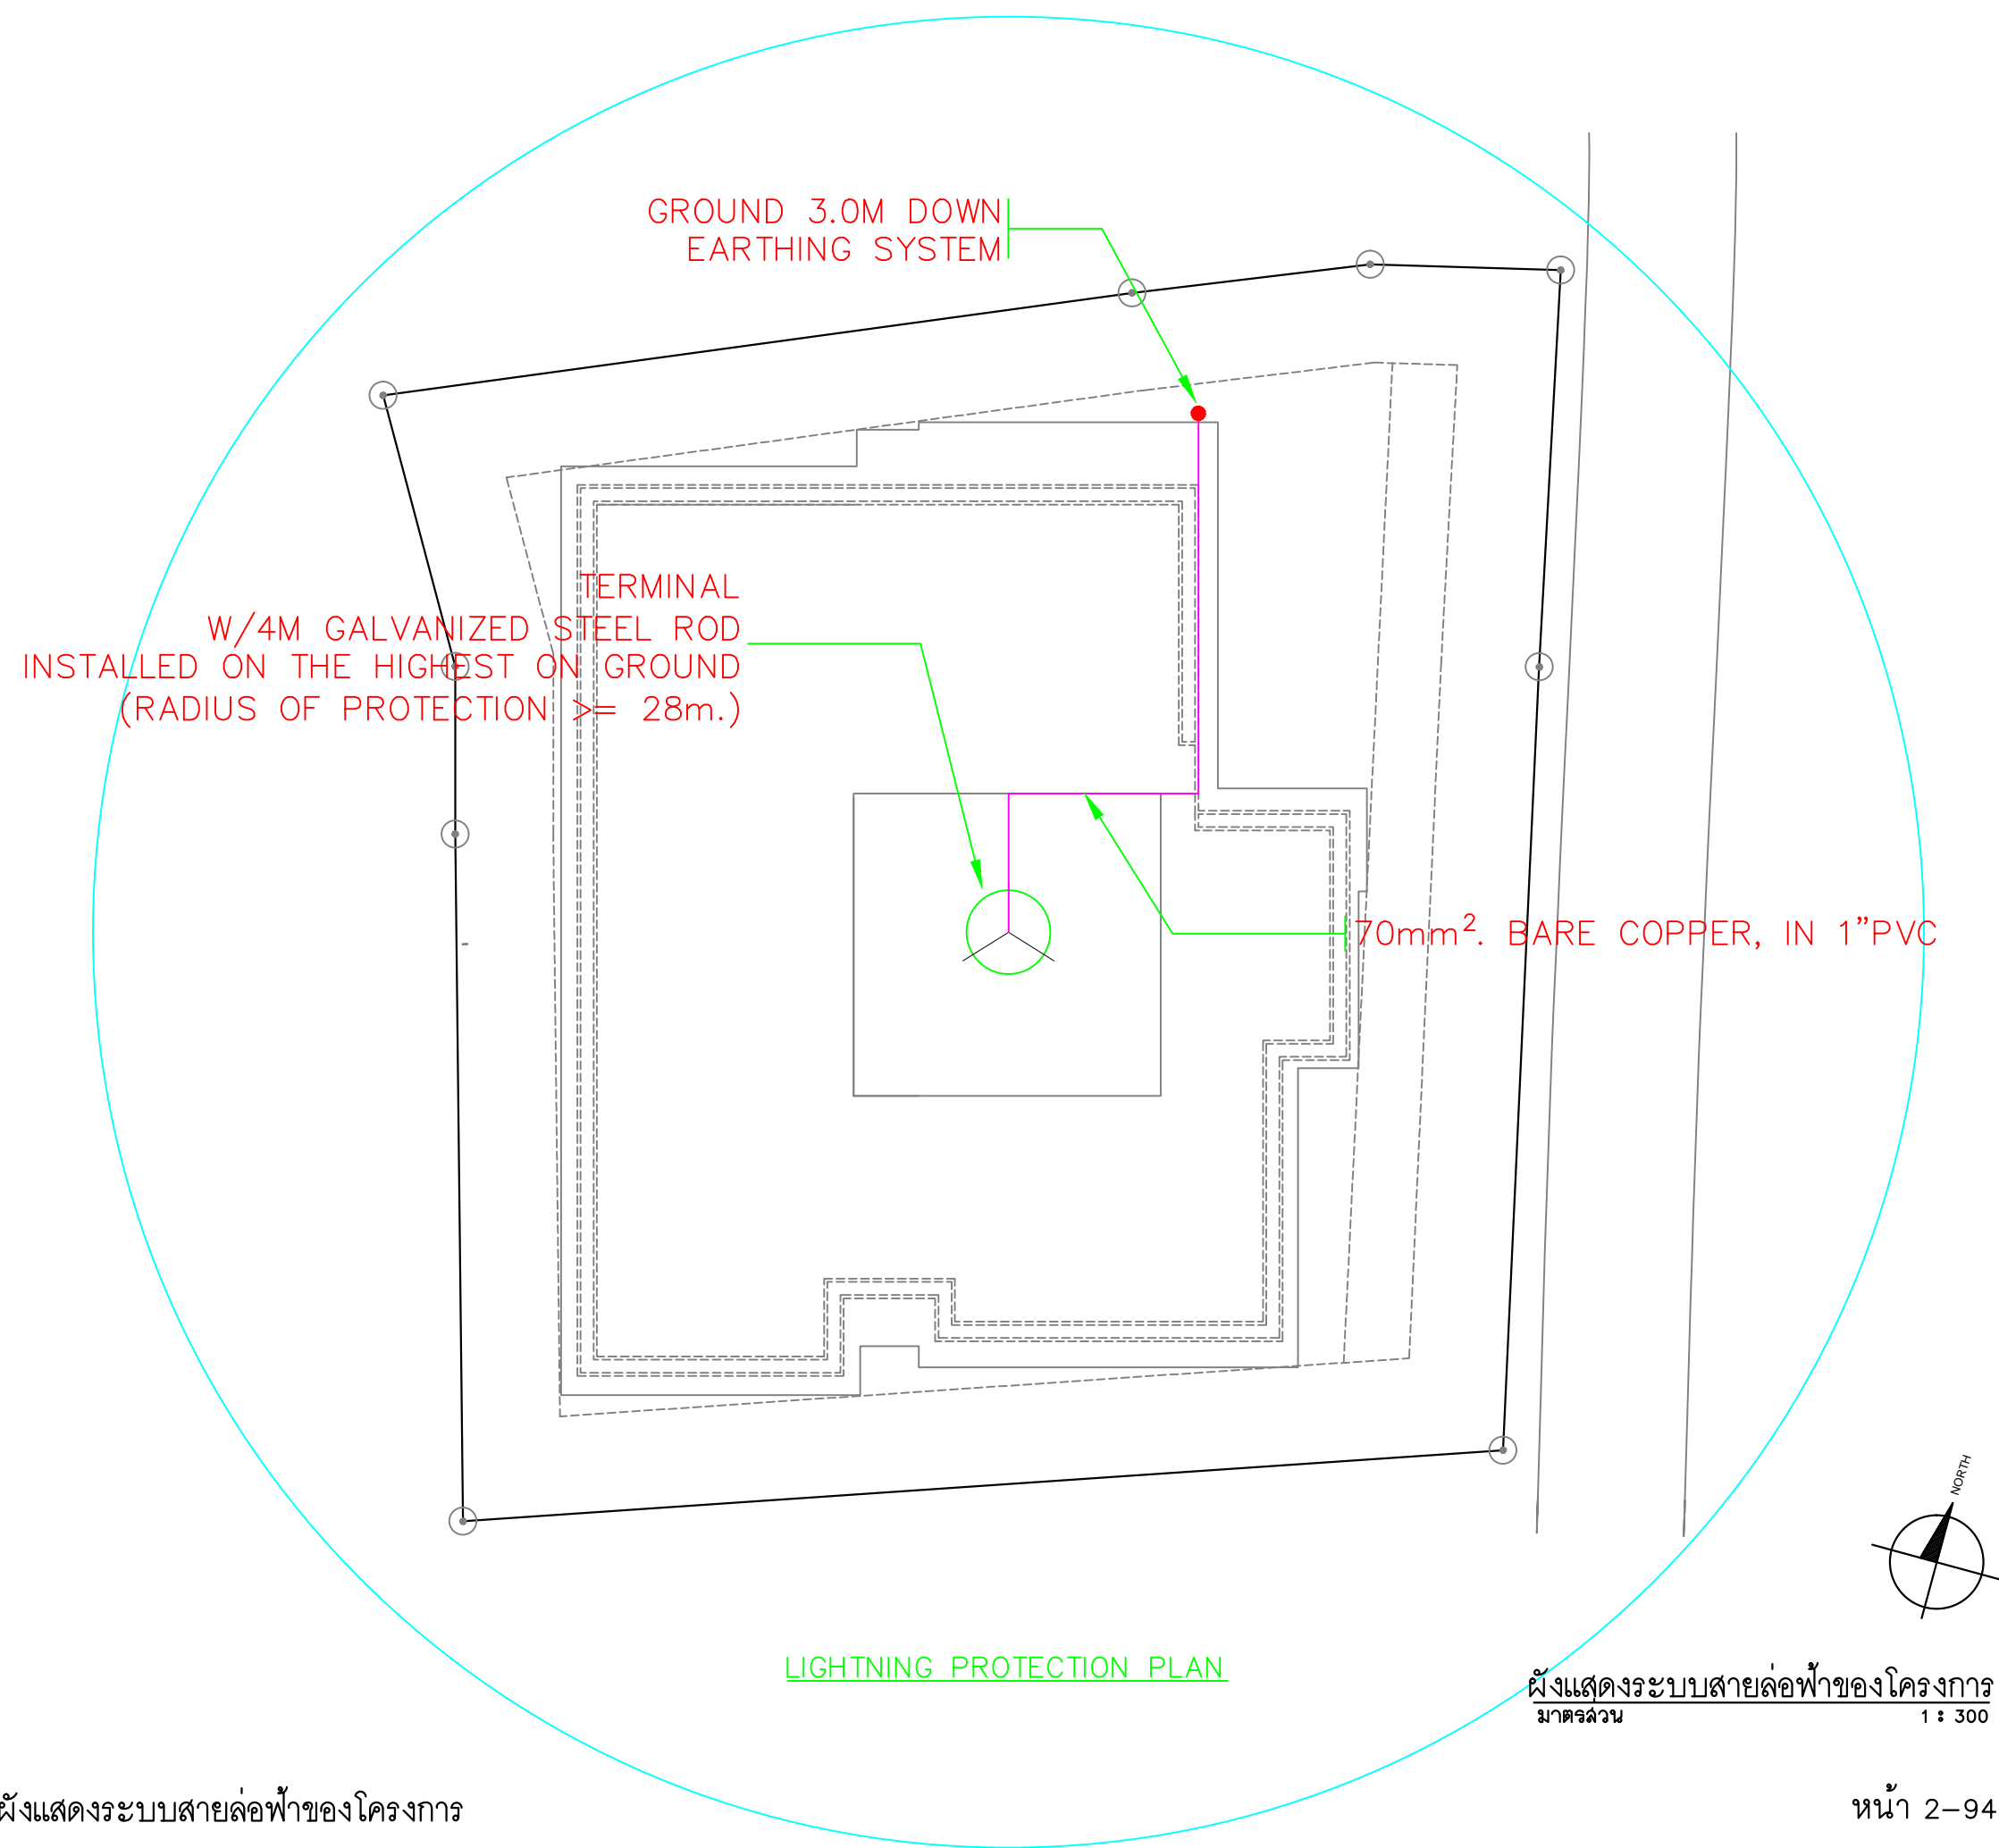 GROUND 3.0M DOWN
EARTHING SYSTEM
TERMINAL
W/4M GALVANIZED STEEL ROD
INSTALLED ON THE HIGHEST ON GROUND
(RADIUS OF PROTECTION >= 28m.)
70mm². BARE COPPER, IN 1”PVC
NORTH
LIGHTNING PROTECTION PLAN
ผังแสดงระบบสายล่อฟ้าของโครงการ
มาตรส่วน 1 : 300
ผังแสดงระบบสายล่อฟ้าของโครงการ
หน้า 2-94